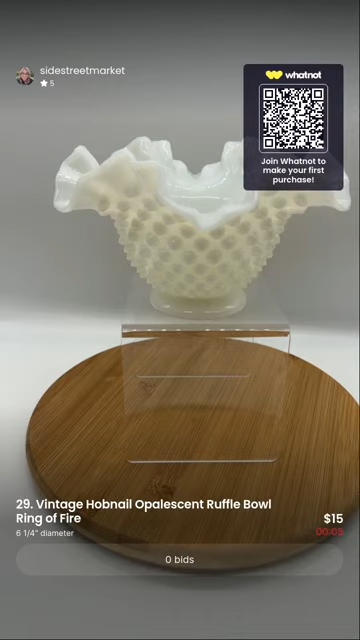 sidestreetmarket
★ 5
whatnot
Join Whatnot to
make your first
purchase!
29. Vintage Hobnail Opalescent Ruffle Bowl
Ring of Fire
$15
6 1/4" diameter
00:05
0 bids